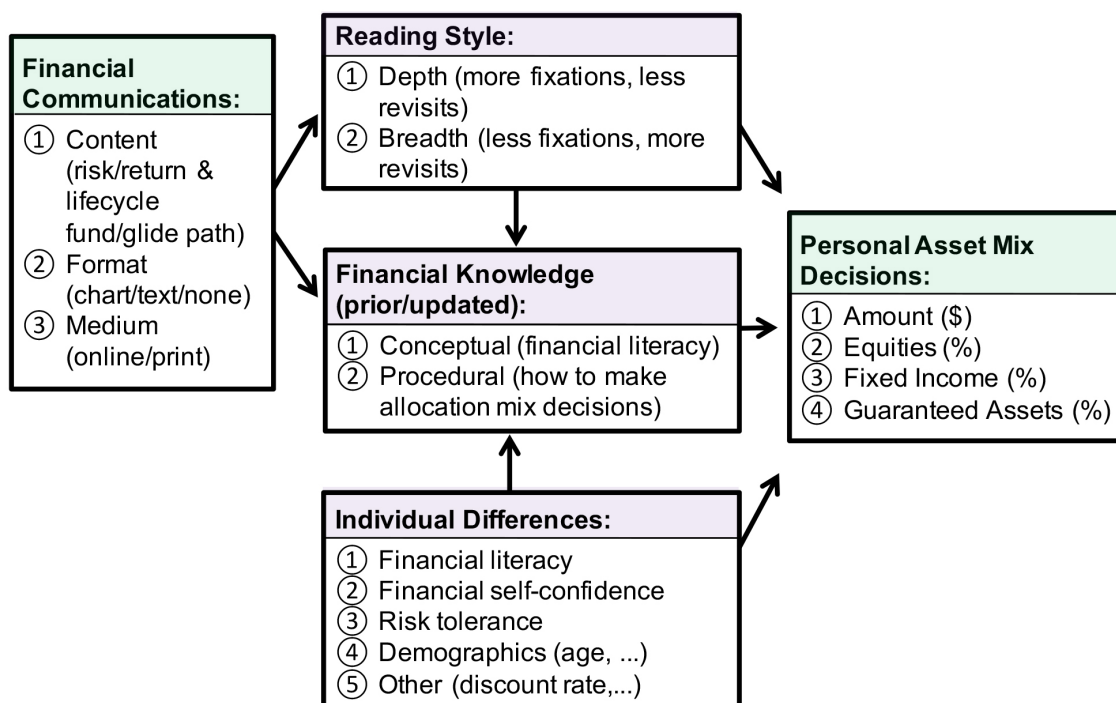 Financial
Communications:
① Content
(risk/return &
lifecycle
fund/glide path)
② Format
(chart/text/none)
③ Medium
(online/print)
Reading Style:
① Depth (more fixations, less
revisits)
② Breadth (less fixations, more
revisits)
Financial Knowledge
(prior/updated):
① Conceptual (financial literacy)
② Procedural (how to make
allocation mix decisions)
Individual Differences:
① Financial literacy
② Financial self-confidence
③ Risk tolerance
④ Demographics (age, ...)
⑤ Other (discount rate,...)
Personal Asset Mix
Decisions:
① Amount ($)
② Equities (%)
③ Fixed Income (%)
④ Guaranteed Assets (%)